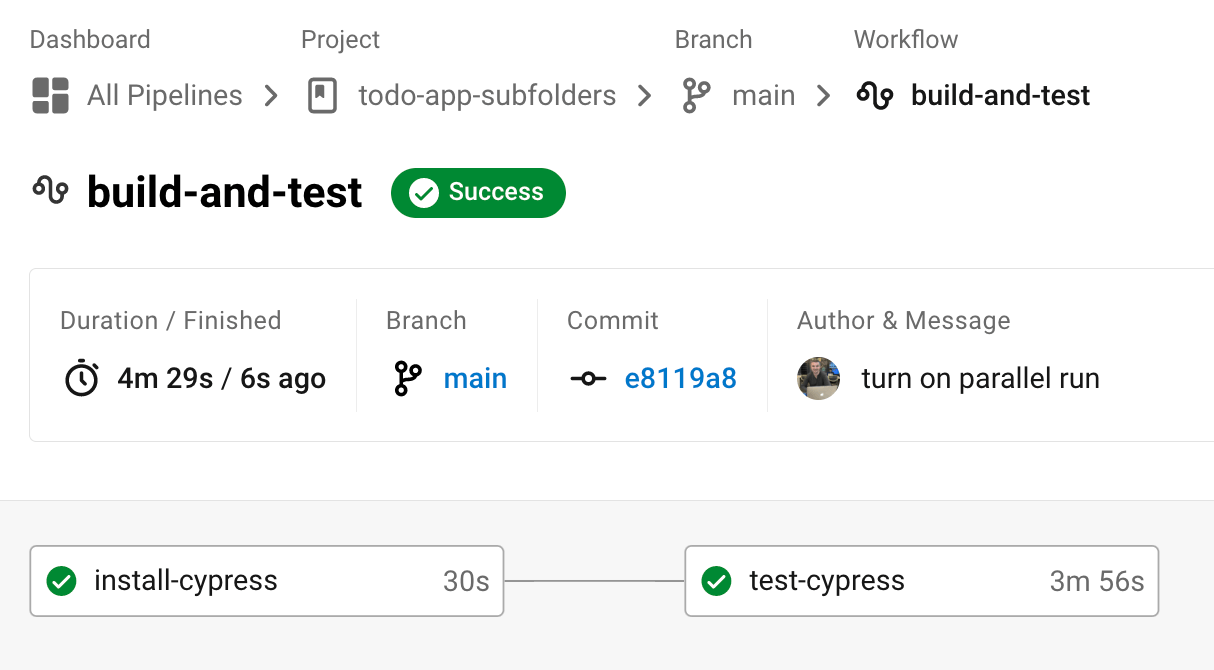 Dashboard Project Branch Workflow
All Pipelines todo-app-subfolders main build-and-test
build-and-test Success
Duration / Finished Branch Commit Author & Message
4m 29s / 6s ago main e8119a8 turn on parallel run
install-cypress 30s test-cypress 3m 56s